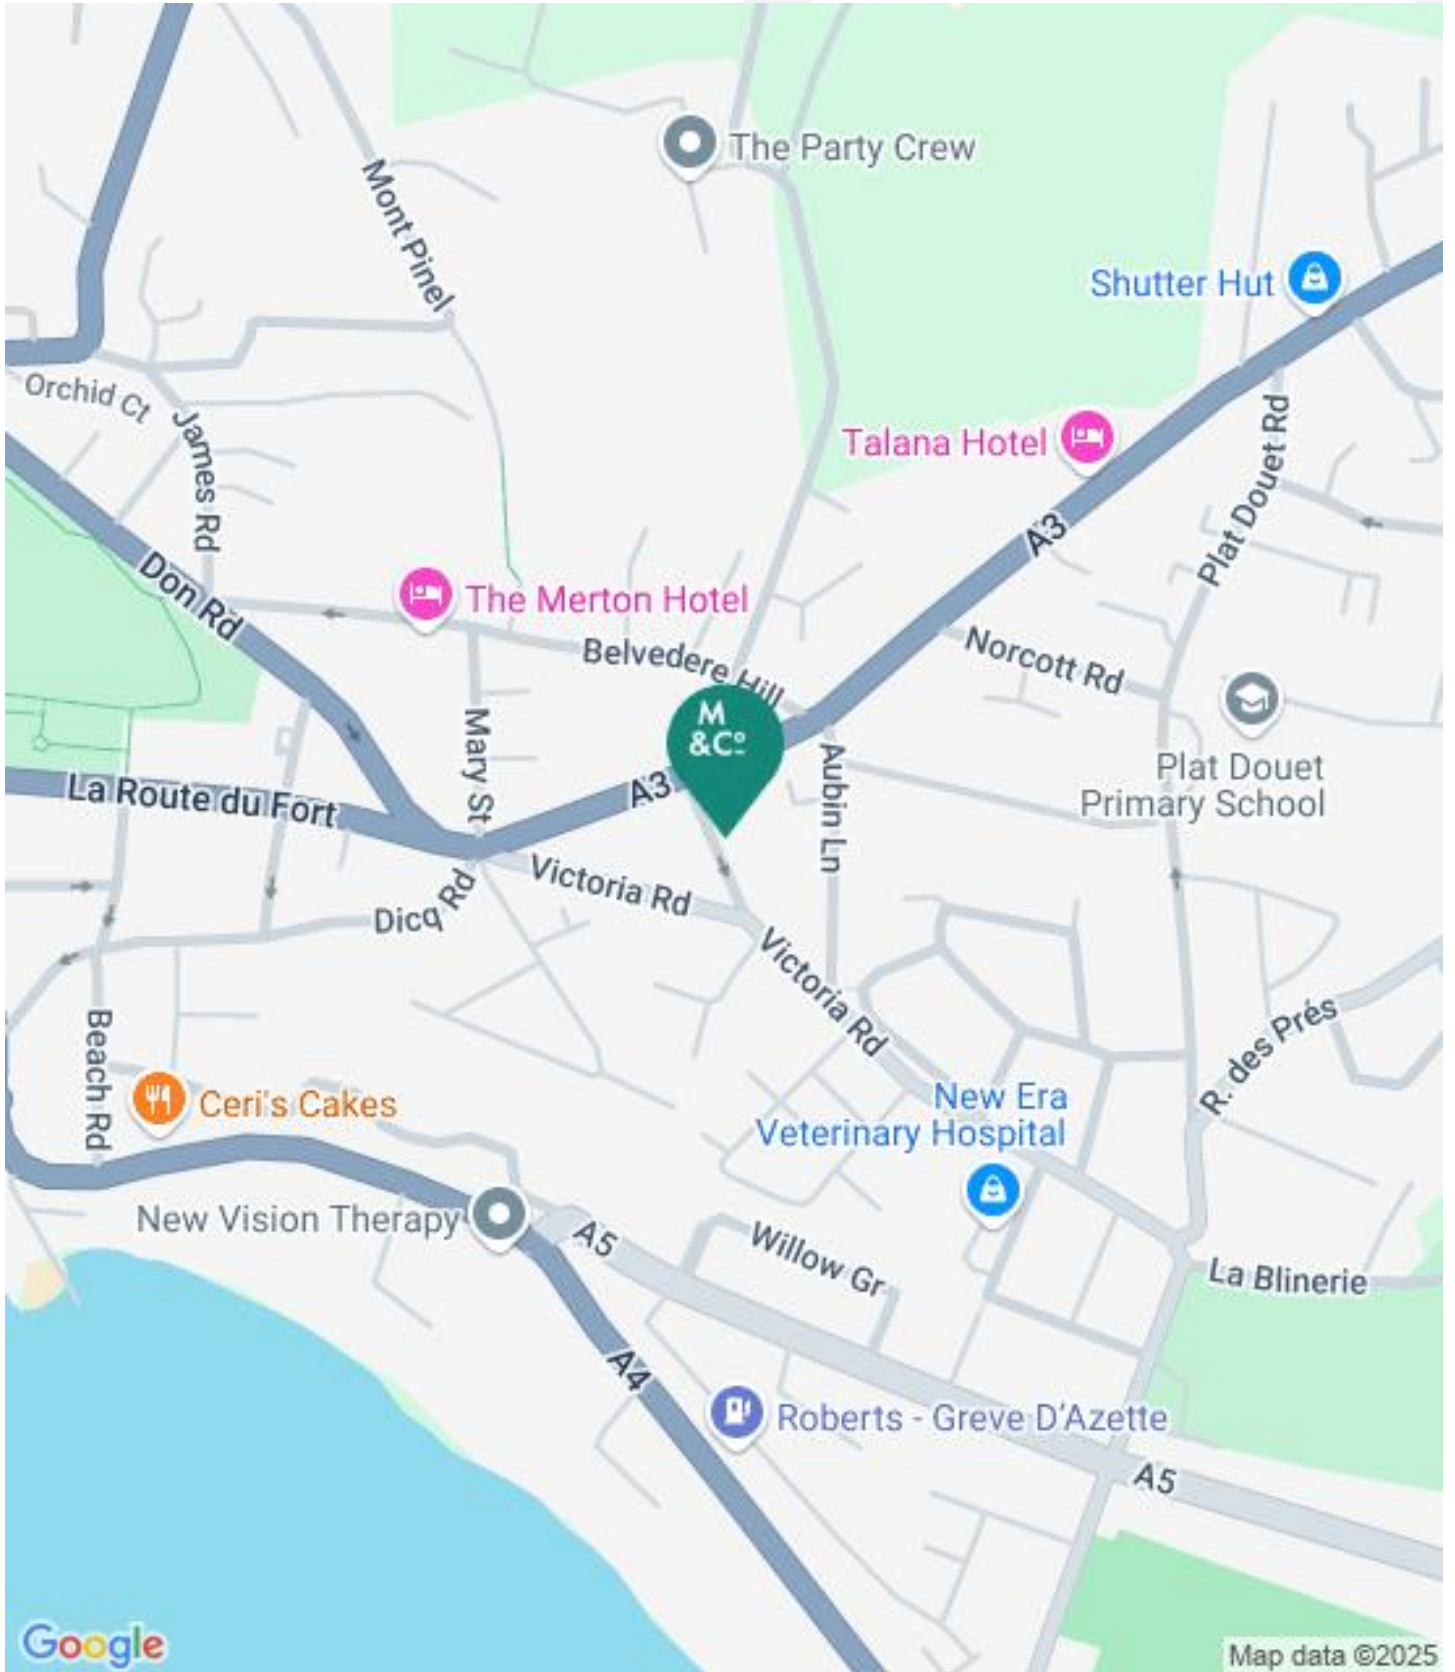 The Party Crew
Mont Pinel
Shutter Hut
Orchid Ct
James Rd
Plat Douet Rd
Talana Hotel
A3
Don Rd
The Merton Hotel
Belvedere Hill
Norcott Rd
M
&Co
Mary St
Aubin Ln
A3
Plat Douet
Primary School
La Route du Fort
Victoria Rd
Dicq Rd
Victoria Rd
Beach Rd
R. des Prés
Ceri's Cakes
New Era
Veterinary Hospital
New Vision Therapy
A5
Willow Gr
La Blinerie
A4
Roberts - Greve D'Azette
A5
Google
Map data ©2025